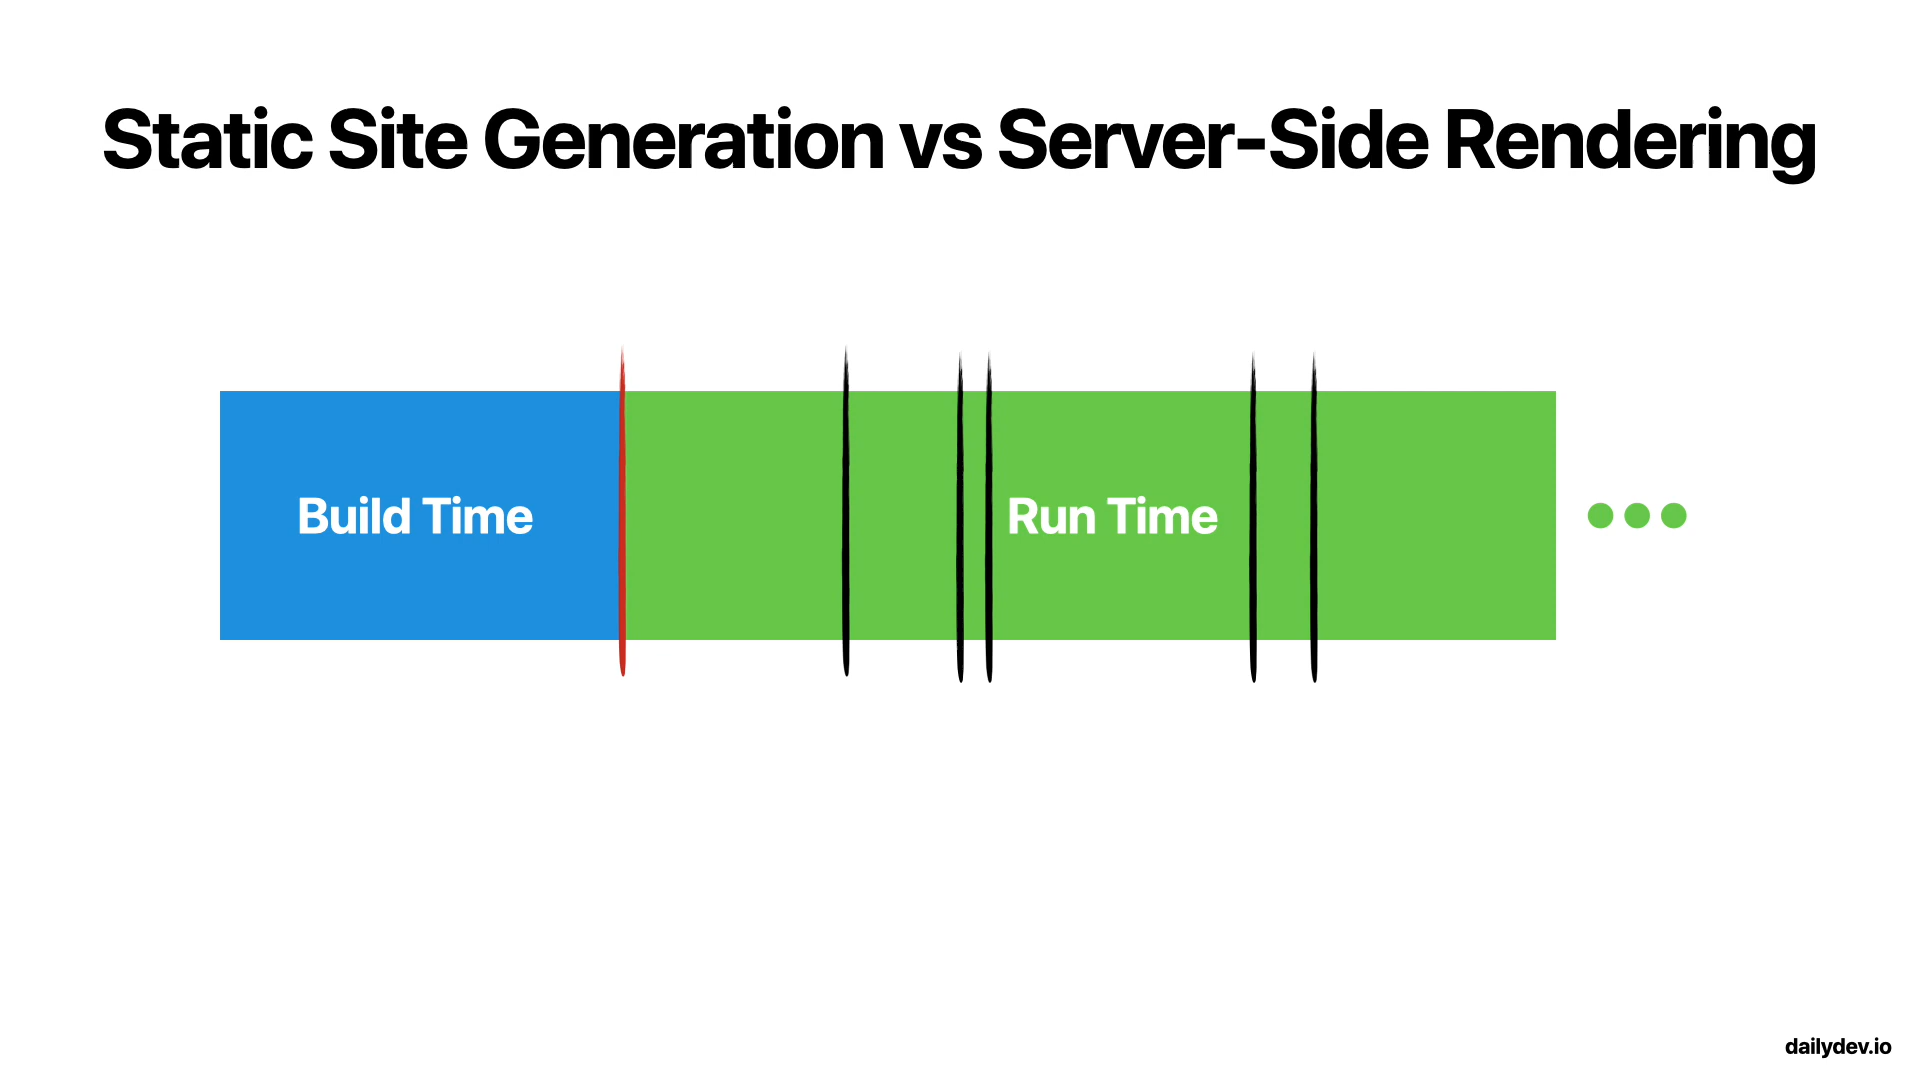 Static Site Generation vs Server-Side Rendering
Build Time
Run Time
dailydev.io